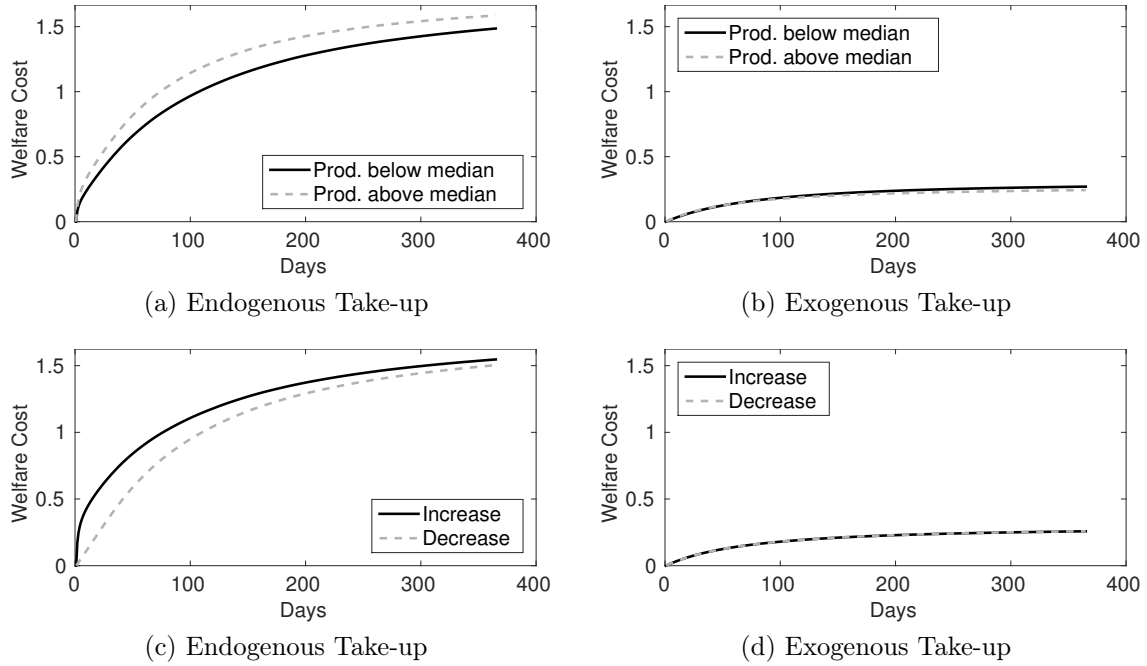 1.5
1
0.5
0
Welfare Cost
Prod. below median
Prod. above median
0 100 200 300 400
Days
(a) Endogenous Take-up
1.5
1
0.5
0
Welfare Cost
Prod. below median
Prod. above median
0 100 200 300 400
Days
(b) Exogenous Take-up
1.5
1
0.5
0
Welfare Cost
Increase
Decrease
0 100 200 300 400
Days
(c) Endogenous Take-up
1.5
1
0.5
0
Welfare Cost
Increase
Decrease
0 100 200 300 400
Days
(d) Exogenous Take-up